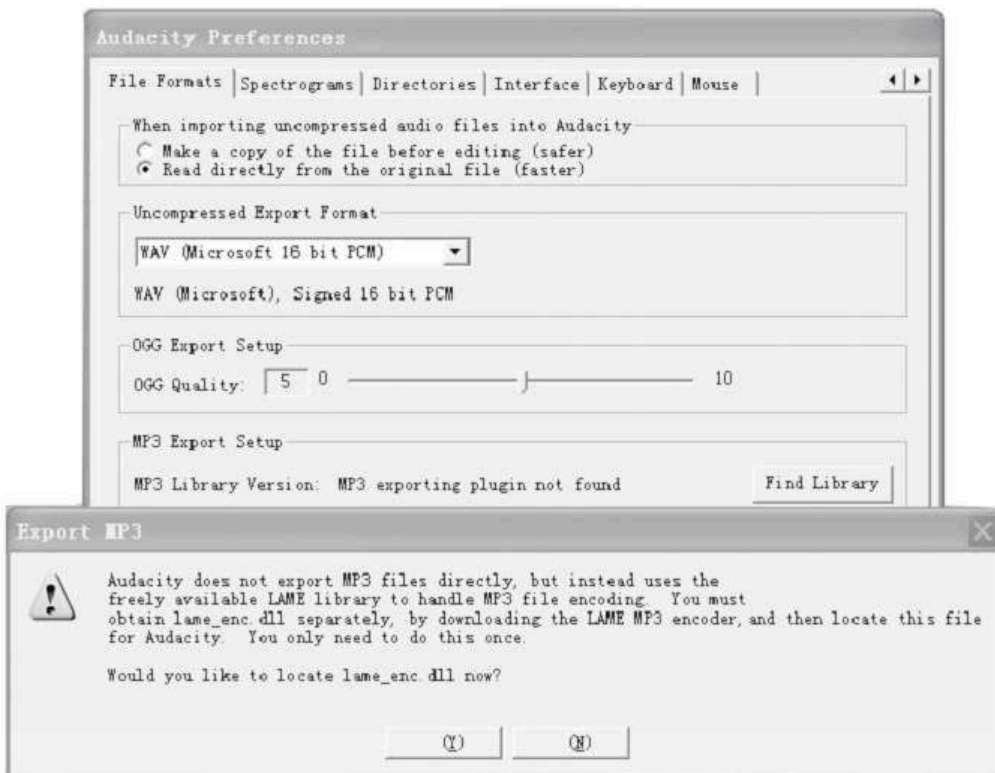 Audacity Preferences
File Formats Spectrograms Directories Interface Keyboard Mouse
When importing uncompressed audio files into Audacity
Make a copy of the file before editing (safer)
Read directly from the original file (faster)
Uncompressed Export Format
WAV (Microsoft 16 bit PCM)
WAV (Microsoft), Signed 16 bit PCM
OGG Export Setup
OGG Quality: 5 0 10
MP3 Export Setup
MP3 Library Version: MP3 exporting plugin not found Find Library
Export MP3
Audacity does not export MP3 files directly, but instead uses the
freely available LAME library to handle MP3 file encoding. You must
obtain lame_enc.dll separately, by downloading the LAME MP3 encoder, and then locate this file
for Audacity. You only need to do this once.
Would you like to locate lame_enc.dll now?
(Y) (N)